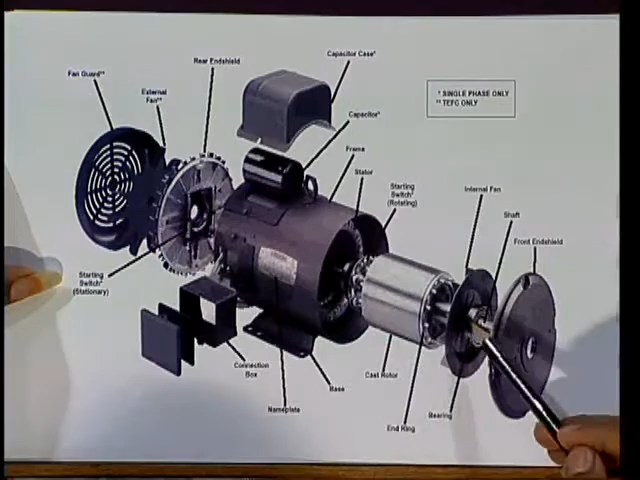 Capacitor Case*
Rear Endshield
Fan Guard**
External
Fan**
* SINGLE PHASE ONLY
** TEFC ONLY
Capacitor*
Frame
Stator
Starting
Switch*
(Rotating)
Internal Fan
Shaft
Front Endshield
Starting
Switch*
(Stationary)
Connection
Box
Nameplate
Base
Cast Rotor
End Ring
Bearing